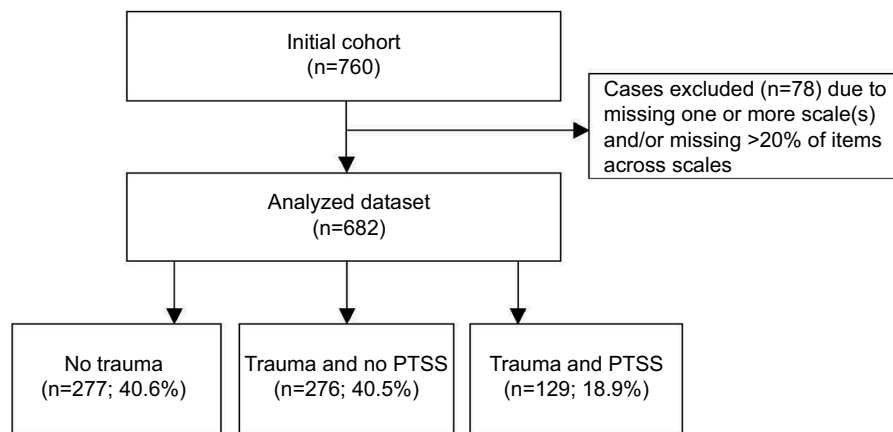 Initial cohort
(n=760)
Cases excluded (n=78) due to
missing one or more scale(s)
and/or missing >20% of items
across scales
Analyzed dataset
(n=682)
No trauma
(n=277; 40.6%)
Trauma and no PTSS
(n=276; 40.5%)
Trauma and PTSS
(n=129; 18.9%)